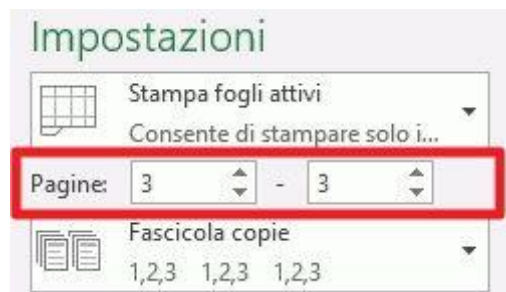 Impostazioni
Stampa fogli attivi
Consente di stampare solo i...
Pagine: 3 - 3
Fascicola copie
1,2,3 1,2,3 1,2,3